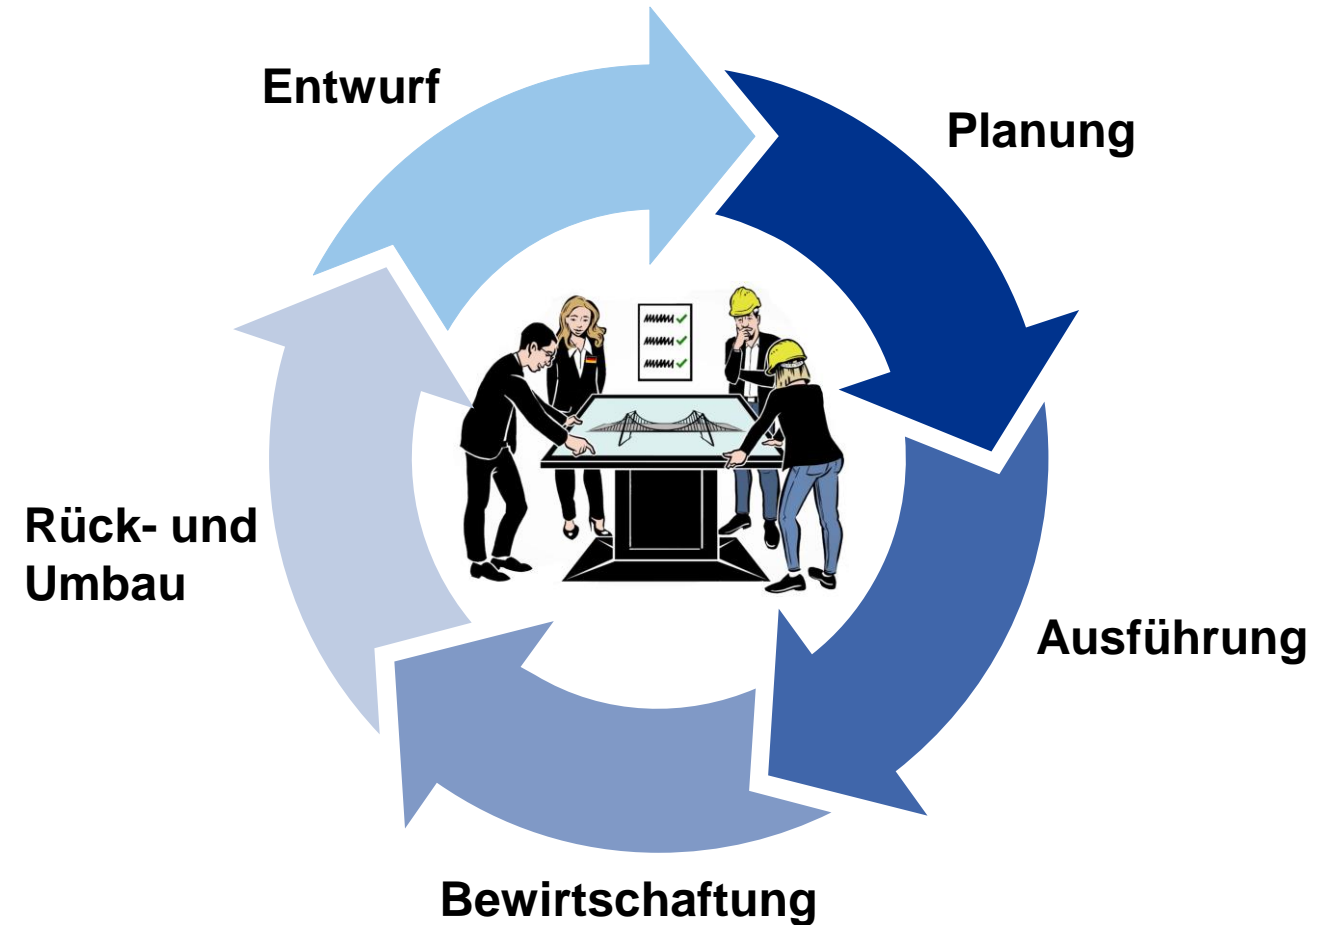 Entwurf
Planung
Ausführung
Bewirtschaftung
Rück- und
Umbau